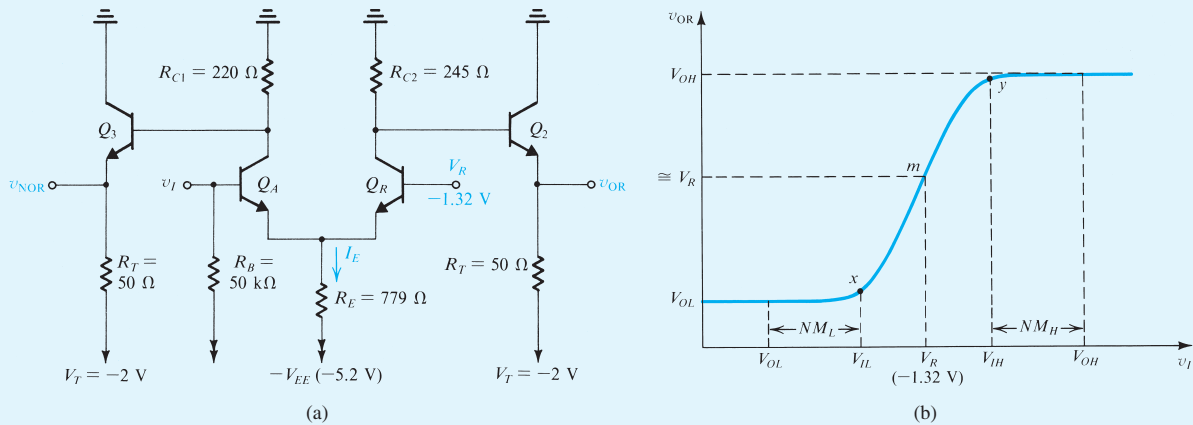 R_C1 = 220 Ω
R_C2 = 245 Ω
Q_3
Q_2
v_NOR
v_I
Q_A
Q_R
V_R
−1.32 V
v_OR
I_E
R_T =
50 Ω
R_B =
50 kΩ
R_E = 779 Ω
R_T = 50 Ω
V_T = −2 V
−V_EE (−5.2 V)
V_T = −2 V
(a)
v_OR
V_OH
y
m
≅ V_R
x
V_OL
NM_L
NM_H
V_OL
V_IL
V_R
V_IH
V_OH
v_I
(−1.32 V)
(b)